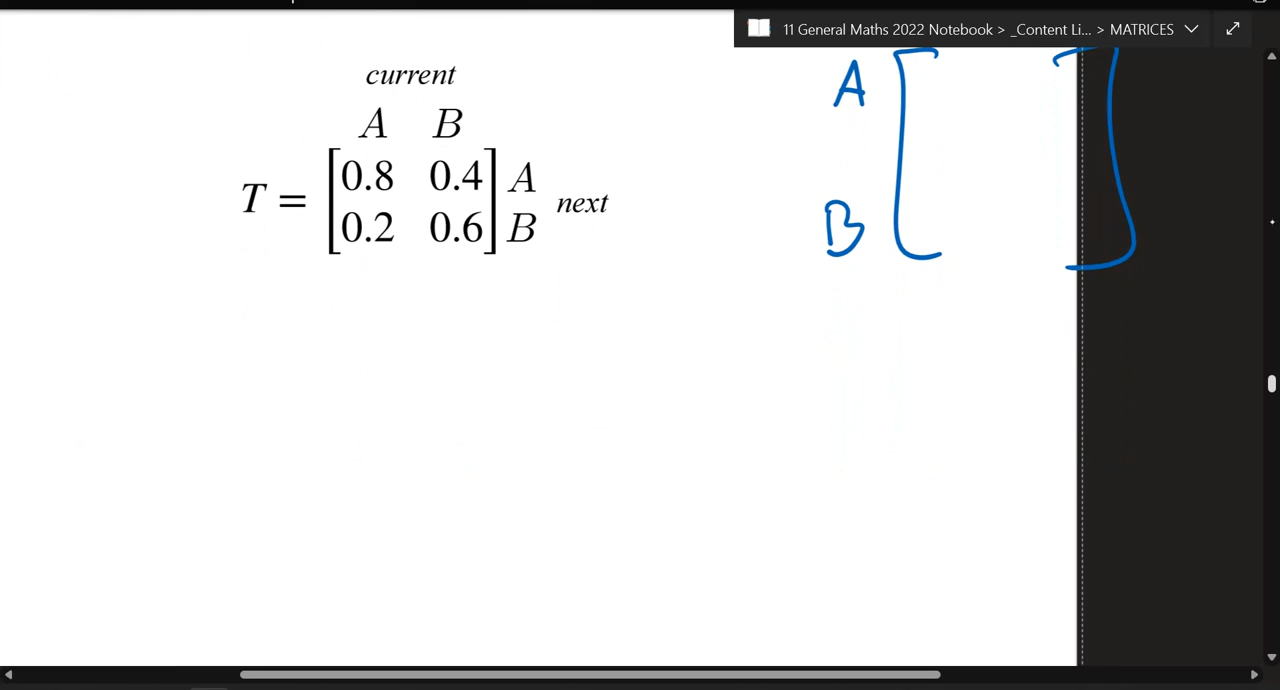 11 General Maths 2022 Notebook > _Content Li... > MATRICES
current
A B
T = [0.8 0.4] A
[0.2 0.6] B
next
A
B